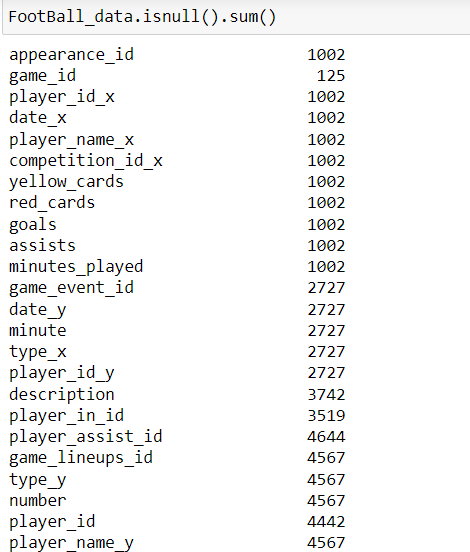 FootBall_data.isnull().sum()
appearance_id 1002
game_id 125
player_id_x 1002
date_x 1002
player_name_x 1002
competition_id_x 1002
yellow_cards 1002
red_cards 1002
goals 1002
assists 1002
minutes_played 1002
game_event_id 2727
date_y 2727
minute 2727
type_x 2727
player_id_y 2727
description 3742
player_in_id 3519
player_assist_id 4644
game_lineups_id 4567
type_y 4567
number 4567
player_id 4442
player_name_y 4567